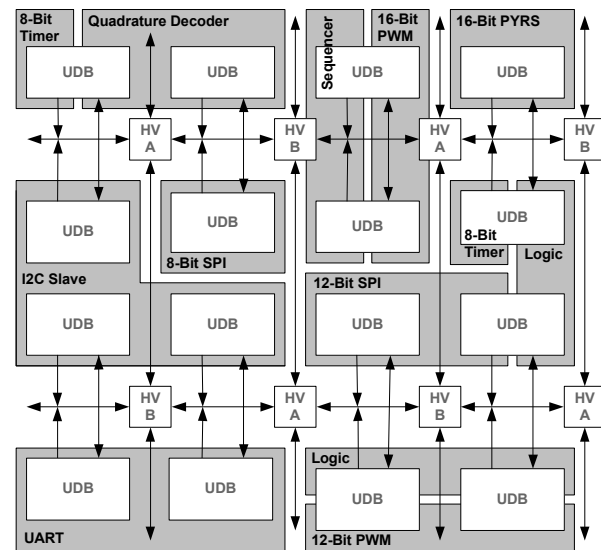 8-Bit
Timer
Quadrature Decoder
Sequencer
16-Bit
PWM
16-Bit PYRS
UDB
UDB
UDB
UDB
HV
A
HV
B
HV
A
HV
B
UDB
UDB
UDB
UDB
8-Bit SPI
8-Bit
Timer
Logic
I2C Slave
12-Bit SPI
UDB
UDB
UDB
UDB
HV
B
HV
A
HV
B
HV
A
Logic
UDB
UDB
UDB
UDB
UART
12-Bit PWM